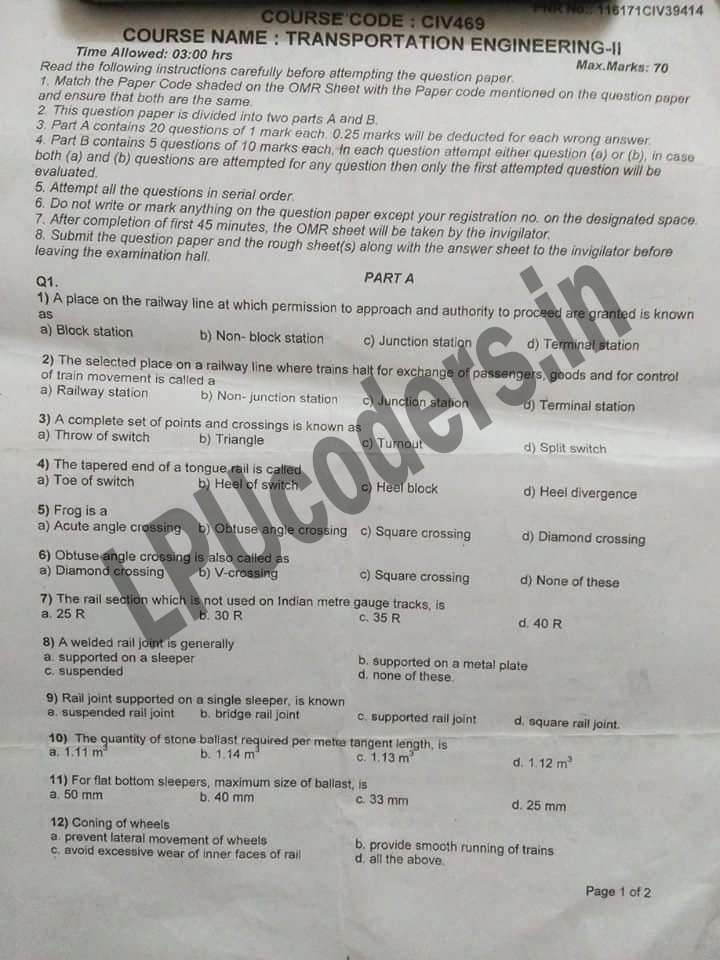 PNR No:: 116171CIV39414
COURSE CODE : CIV469
COURSE NAME : TRANSPORTATION ENGINEERING-II
Time Allowed: 03:00 hrs Max.Marks: 70
Read the following instructions carefully before attempting the question paper.
1. Match the Paper Code shaded on the OMR Sheet with the Paper code mentioned on the question paper
and ensure that both are the same.
2. This question paper is divided into two parts A and B.
3. Part A contains 20 questions of 1 mark each. 0.25 marks will be deducted for each wrong answer.
4. Part B contains 5 questions of 10 marks each. In each question attempt either question (a) or (b), in case
both (a) and (b) questions are attempted for any question then only the first attempted question will be
evaluated.
5. Attempt all the questions in serial order.
6. Do not write or mark anything on the question paper except your registration no. on the designated space.
7. After completion of first 45 minutes, the OMR sheet will be taken by the invigilator.
8. Submit the question paper and the rough sheet(s) along with the answer sheet to the invigilator before
leaving the examination hall.
PART A
Q1.
1) A place on the railway line at which permission to approach and authority to proceed are granted is known
as
a) Block station b) Non- block station c) Junction station d) Terminal station
2) The selected place on a railway line where trains halt for exchange of passengers, goods and for control
of train movement is called a
a) Railway station b) Non- junction station c) Junction station d) Terminal station
3) A complete set of points and crossings is known as
a) Throw of switch b) Triangle c) Turnout d) Split switch
4) The tapered end of a tongue rail is called
a) Toe of switch b) Heel of switch c) Heel block d) Heel divergence
5) Frog is a
a) Acute angle crossing b) Obtuse angle crossing c) Square crossing d) Diamond crossing
6) Obtuse angle crossing is also called as
a) Diamond crossing b) V-crossing c) Square crossing d) None of these
7) The rail section which is not used on Indian metre gauge tracks, is
a. 25 R b. 30 R c. 35 R d. 40 R
8) A welded rail joint is generally
a. supported on a sleeper b. supported on a metal plate
c. suspended d. none of these.
9) Rail joint supported on a single sleeper, is known
a. suspended rail joint b. bridge rail joint c. supported rail joint d. square rail joint.
10) The quantity of stone ballast required per metre tangent length, is
a. 1.11 m³ b. 1.14 m³ c. 1.13 m³ d. 1.12 m³
11) For flat bottom sleepers, maximum size of ballast, is
a. 50 mm b. 40 mm c. 33 mm d. 25 mm
12) Coning of wheels
a. prevent lateral movement of wheels b. provide smooth running of trains
c. avoid excessive wear of inner faces of rail d. all the above.
Page 1 of 2
LPUcoders.in